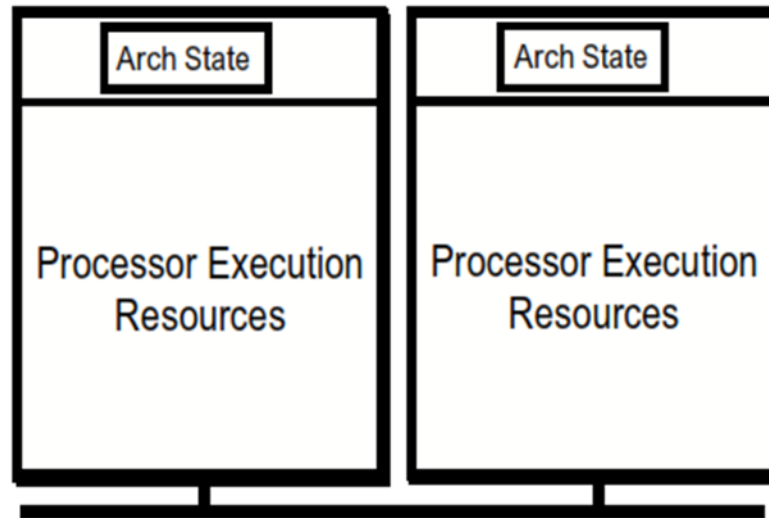 Arch State
Processor Execution
Resources
Arch State
Processor Execution
Resources